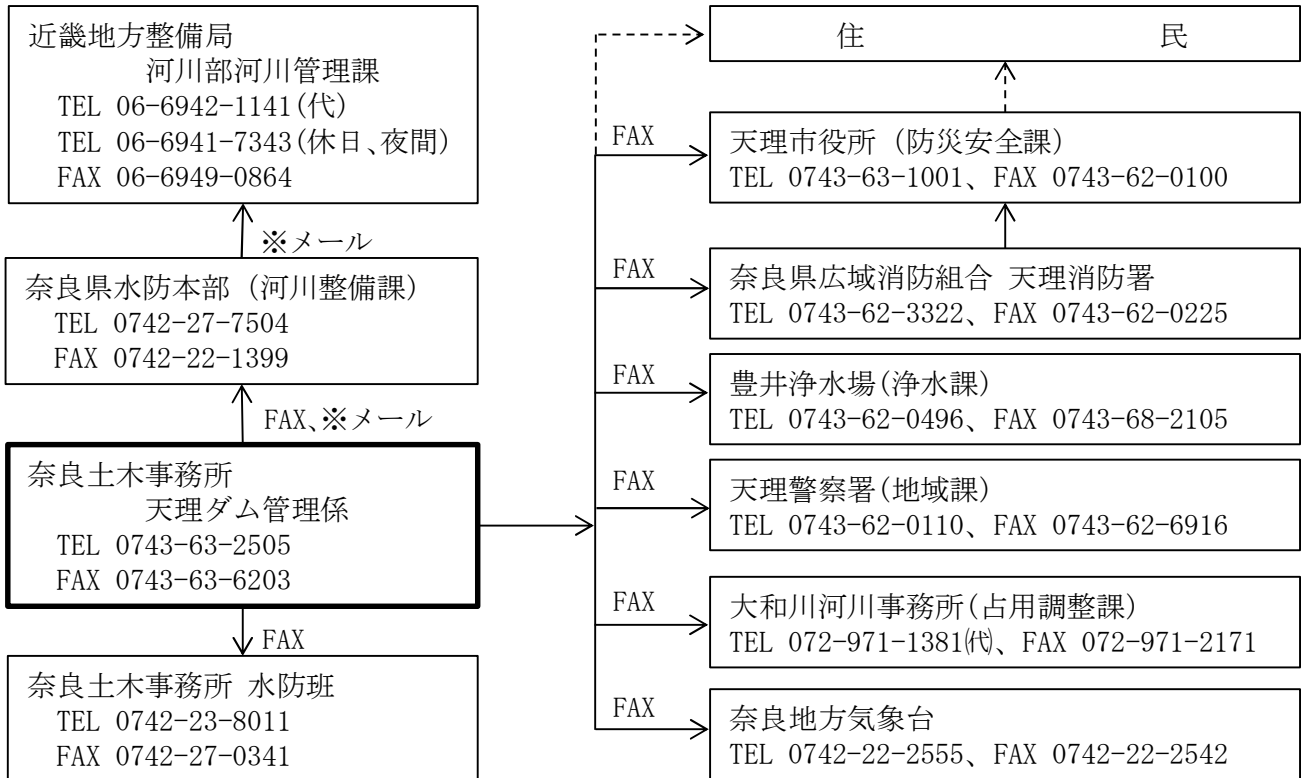 近畿地方整備局
河川部河川管理課
TEL 06-6942-1141(代)
TEL 06-6941-7343(休日、夜間)
FAX 06-6949-0864
※メール
奈良県水防本部 (河川整備課)
TEL 0742-27-7504
FAX 0742-22-1399
FAX、※メール
奈良土木事務所
天理ダム管理係
TEL 0743-63-2505
FAX 0743-63-6203
FAX
奈良土木事務所 水防班
TEL 0742-23-8011
FAX 0742-27-0341
住 民
FAX
天理市役所 (防災安全課)
TEL 0743-63-1001、FAX 0743-62-0100
FAX
奈良県広域消防組合 天理消防署
TEL 0743-62-3322、FAX 0743-62-0225
FAX
豊井浄水場(浄水課)
TEL 0743-62-0496、FAX 0743-68-2105
FAX
天理警察署(地域課)
TEL 0743-62-0110、FAX 0743-62-6916
FAX
大和川河川事務所(占用調整課)
TEL 072-971-1381㈹、FAX 072-971-2171
FAX
奈良地方気象台
TEL 0742-22-2555、FAX 0742-22-2542